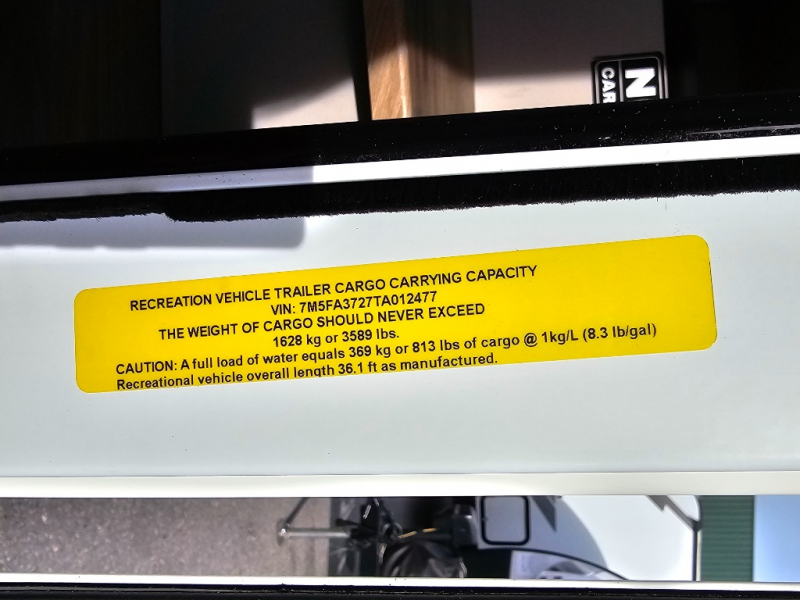 RECREATION VEHICLE TRAILER CARGO CARRYING CAPACITY
VIN: 7M5FA3727TA012477
THE WEIGHT OF CARGO SHOULD NEVER EXCEED
1628 kg or 3589 lbs.
CAUTION: A full load of water equals 369 kg or 813 lbs of cargo @ 1kg/L (8.3 lb/gal)
Recreational vehicle overall length 36.1 ft as manufactured.